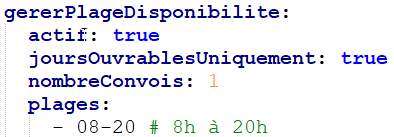 gererPlageDisponibilite:
  actif: true
  joursOuvrablesUniquement: true
  nombreConvois: 1
  plages:
    - 08-20 # 8h à 20h